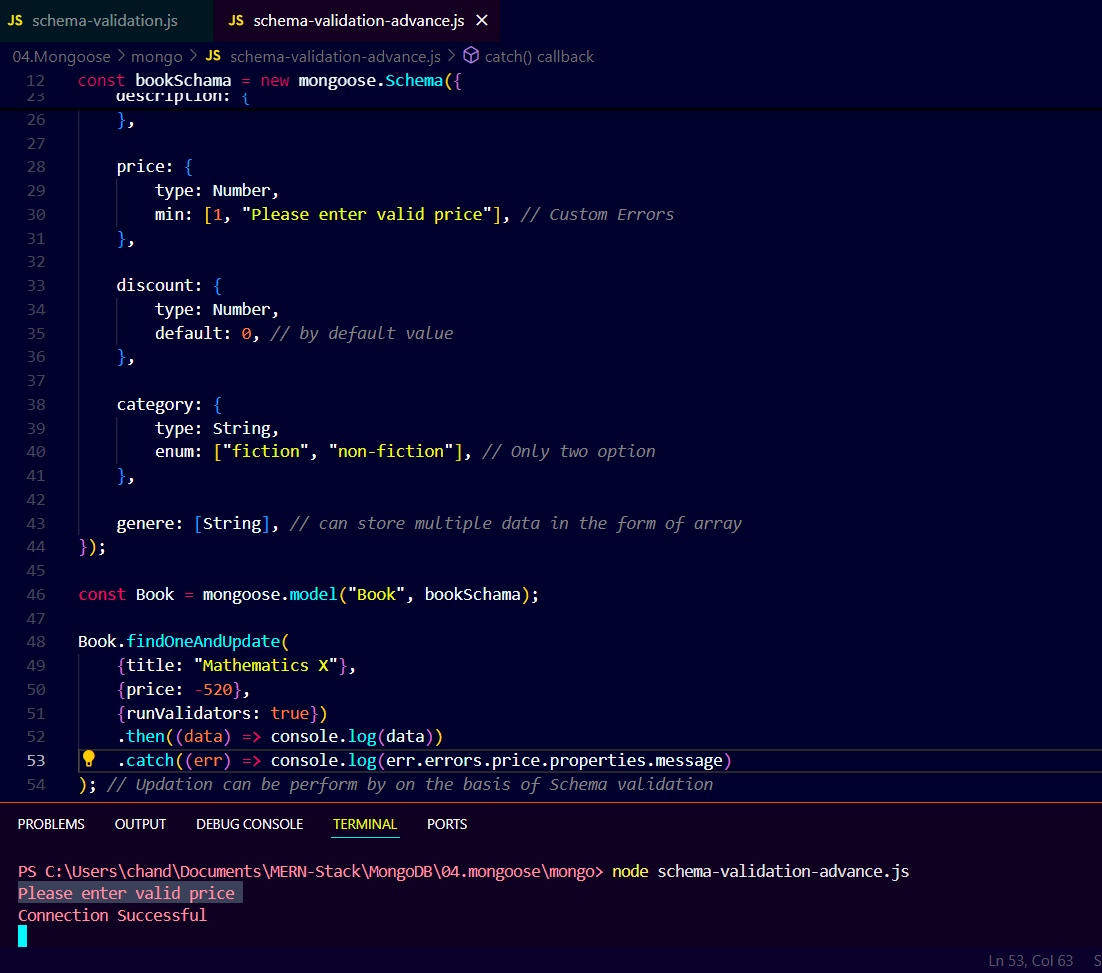 JS schema-validation.js
JS schema-validation-advance.js
04.Mongoose > mongo > JS schema-validation-advance.js > catch() callback
12 const bookSchama = new mongoose.Schema({
23 description: {
26 },
27
28 price: {
29 type: Number,
30 min: [1, "Please enter valid price"], // Custom Errors
31 },
32
33 discount: {
34 type: Number,
35 default: 0, // by default value
36 },
37
38 category: {
39 type: String,
40 enum: ["fiction", "non-fiction"], // Only two option
41 },
42
43 genere: [String], // can store multiple data in the form of array
44 });
45
46 const Book = mongoose.model("Book", bookSchama);
47
48 Book.findOneAndUpdate(
49 {title: "Mathematics X"},
50 {price: -520},
51 {runValidators: true})
52 .then((data) => console.log(data))
53 .catch((err) => console.log(err.errors.price.properties.message)
54 ); // Updation can be perform by on the basis of Schema validation
PROBLEMS OUTPUT DEBUG CONSOLE TERMINAL PORTS
PS C:\Users\chand\Documents\MERN-Stack\MongoDB\04.mongoose\mongo> node schema-validation-advance.js
Please enter valid price
Connection Successful
Ln 53, Col 63 S